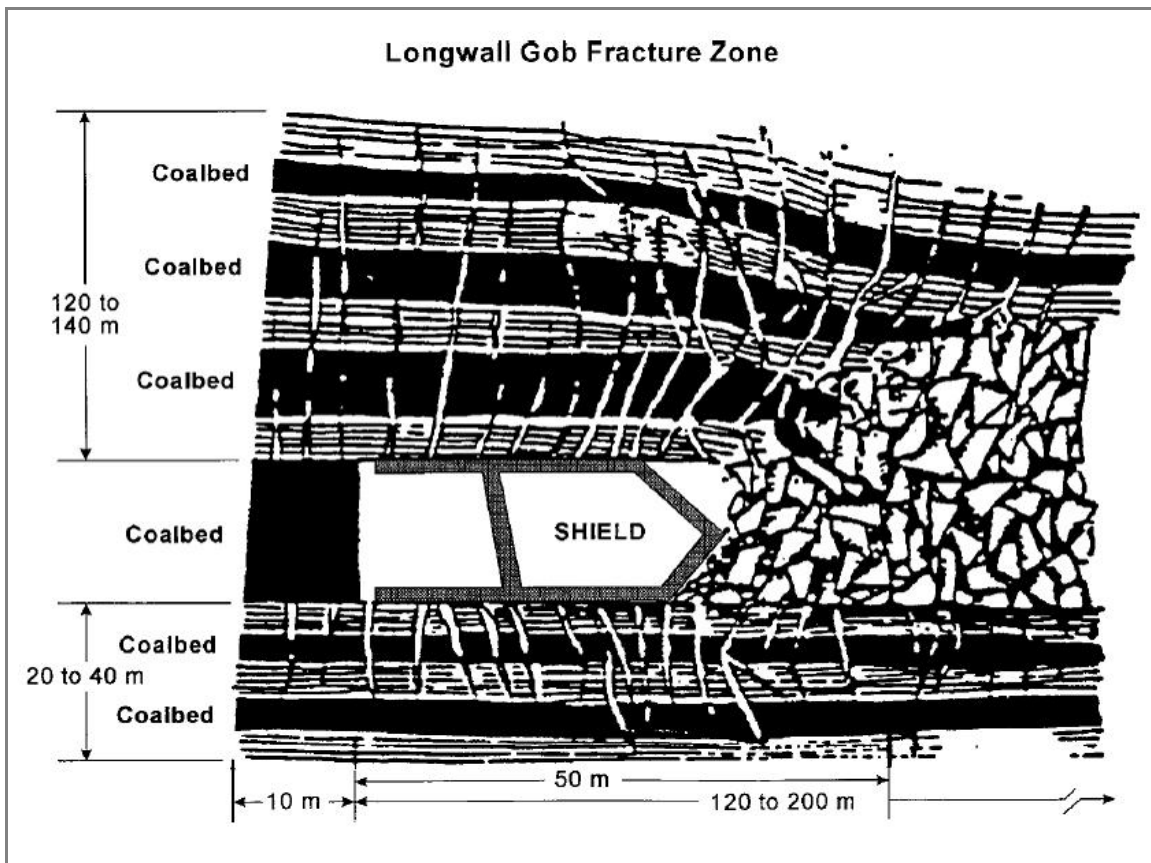 Longwall Gob Fracture Zone
Coalbed
Coalbed
120 to
140 m
Coalbed
Coalbed
SHIELD
Coalbed
20 to 40 m
Coalbed
50 m
10 m
120 to 200 m